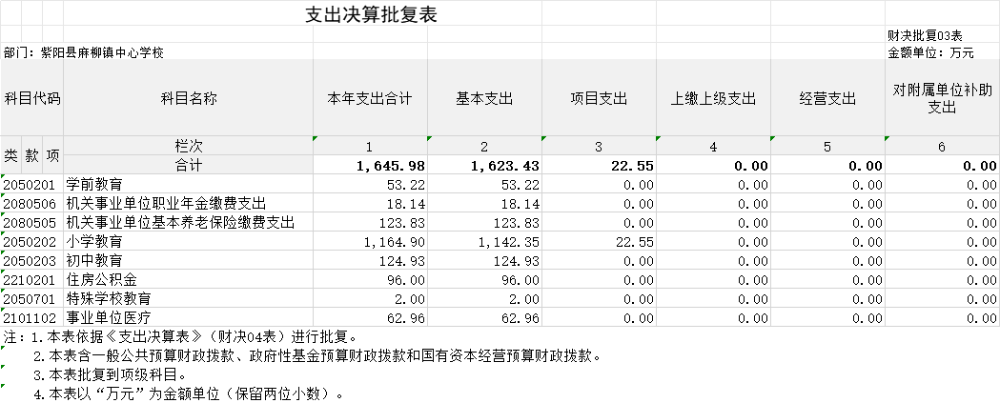 支出决算批复表
财决批复03表
部门：紫阳县麻柳镇中心学校 金额单位：万元
科目代码 科目名称 本年支出合计 基本支出 项目支出 上缴上级支出 经营支出 对附属单位补助支出
类 款 项 栏次 1 2 3 4 5 6
合计 1,645.98 1,623.43 22.55 0.00 0.00 0.00
2050201 学前教育 53.22 53.22 0.00 0.00 0.00 0.00
2080506 机关事业单位职业年金缴费支出 18.14 18.14 0.00 0.00 0.00 0.00
2080505 机关事业单位基本养老保险缴费支出 123.83 123.83 0.00 0.00 0.00 0.00
2050202 小学教育 1,164.90 1,142.35 22.55 0.00 0.00 0.00
2050203 初中教育 124.93 124.93 0.00 0.00 0.00 0.00
2210201 住房公积金 96.00 96.00 0.00 0.00 0.00 0.00
2050701 特殊学校教育 2.00 2.00 0.00 0.00 0.00 0.00
2101102 事业单位医疗 62.96 62.96 0.00 0.00 0.00 0.00
注：1.本表依据《支出决算表》（财决04表）进行批复。
2.本表含一般公共预算财政拨款、政府性基金预算财政拨款和国有资本经营预算财政拨款。
3.本表批复到项级科目。
4.本表以“万元”为金额单位（保留两位小数）。